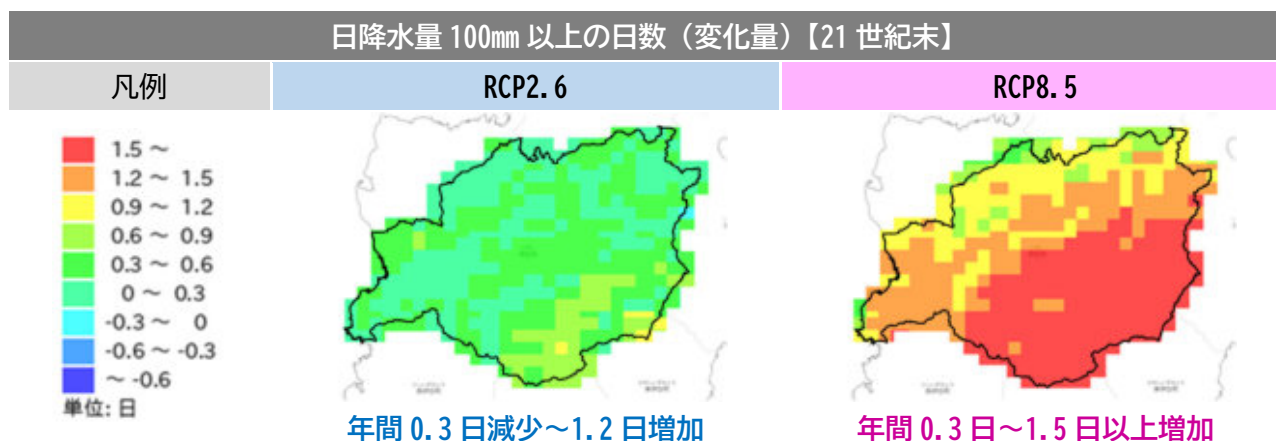 日降水量 100㎜ 以上の日数（変化量）【21 世紀末】
凡例
RCP2.6
RCP8.5
1.5 ～
1.2 ～ 1.5
0.9 ～ 1.2
0.6 ～ 0.9
0.3 ～ 0.6
0 ～ 0.3
-0.3 ～ 0
-0.6 ～ -0.3
～ -0.6
単位: 日
年間 0.3 日減少～1.2 日増加
年間 0.3 日～1.5 日以上増加